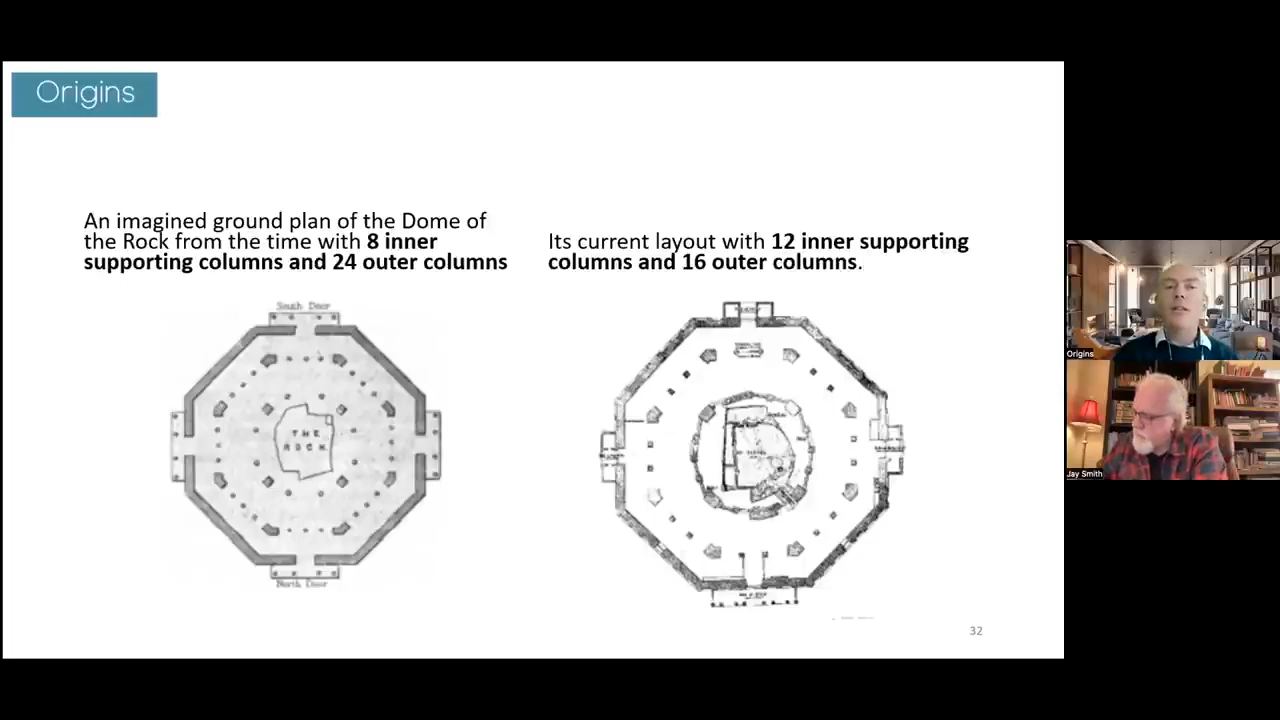 Origins
An imagined ground plan of the Dome of
the Rock from the time with 8 inner
supporting columns and 24 outer columns
Its current layout with 12 inner supporting
columns and 16 outer columns.
South Door
THE
ROCK
North Door
32
Origins
Jay Smith